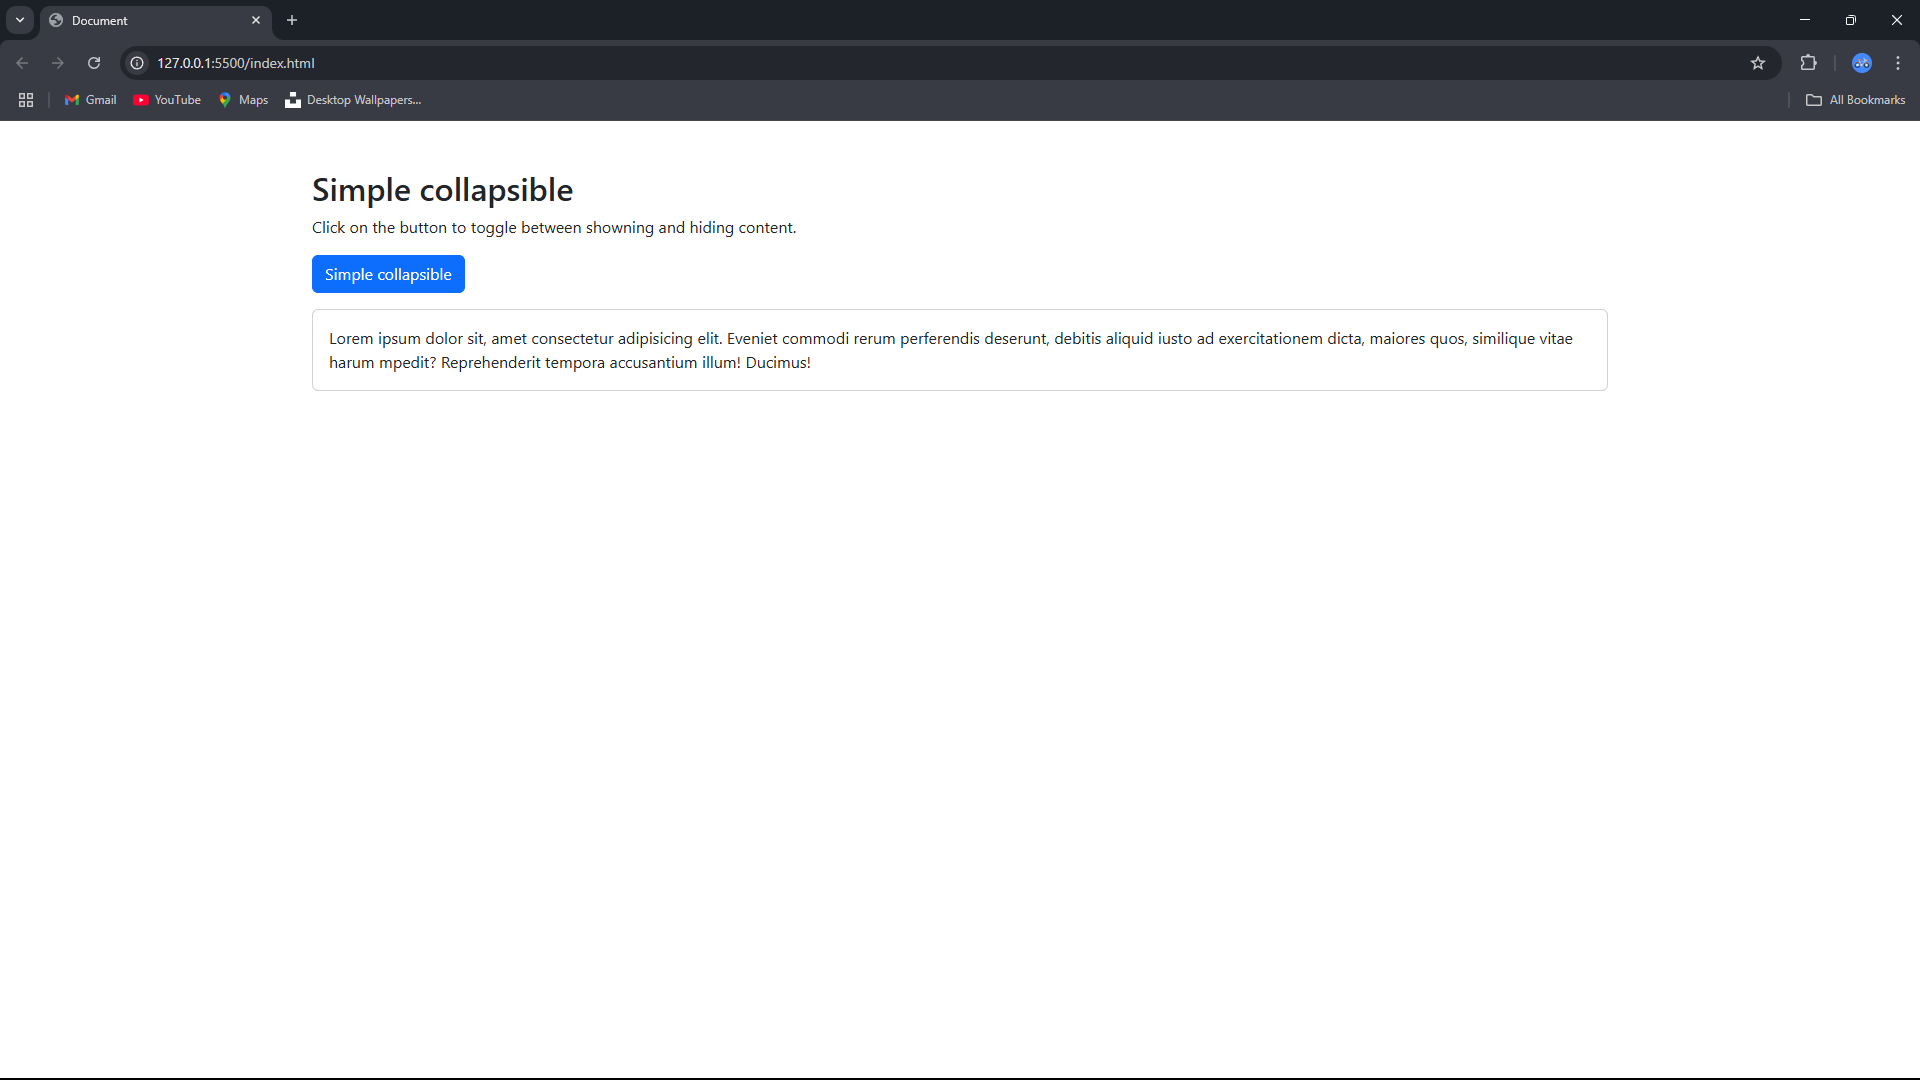 Document
127.0.0.1:5500/index.html
Gmail
YouTube
Maps
Desktop Wallpapers...
All Bookmarks
Simple collapsible
Click on the button to toggle between showning and hiding content.
Simple collapsible
Lorem ipsum dolor sit, amet consectetur adipisicing elit. Eveniet commodi rerum perferendis deserunt, debitis aliquid iusto ad exercitationem dicta, maiores quos, similique vitae
harum mpedit? Reprehenderit tempora accusantium illum! Ducimus!